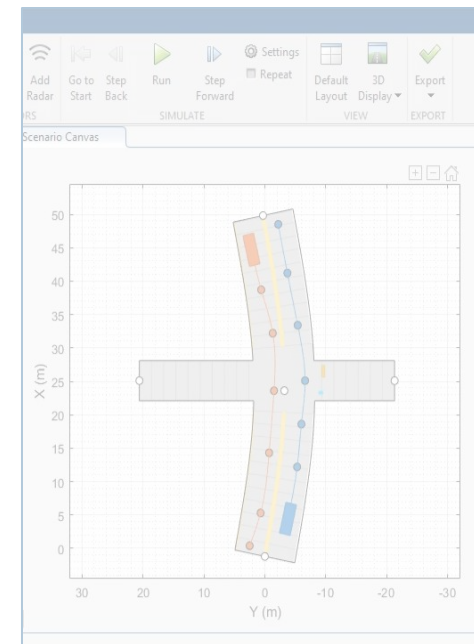 Add Radar
Go to Start
Step Back
Run
Step Forward
Settings
Repeat
Default Layout
3D Display
Export
RS
SIMULATE
VIEW
EXPORT
Scenario Canvas
50
45
40
35
30
25
20
15
10
5
0
X (m)
30
20
10
0
-10
-20
-30
Y (m)